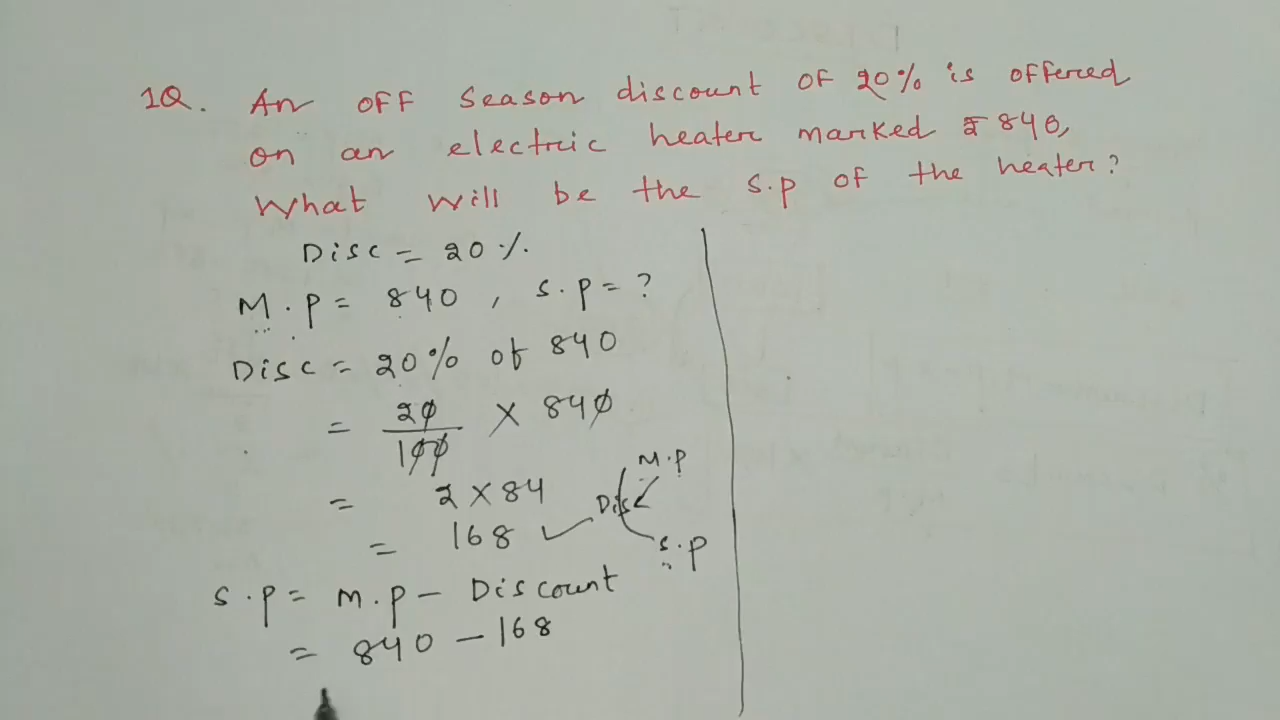 1Q. An off season discount of 20% is offered
on an electric heater marked ₹ 840,
What will be the s.p of the heater?
Disc = 20%.
M.p = 840, s.p = ?
Disc = 20% of 840
= 20/100 × 840
= 2 × 84
= 168 ✓
M.p
Disc
s.p
s.p = M.p - Discount
= 840 - 168